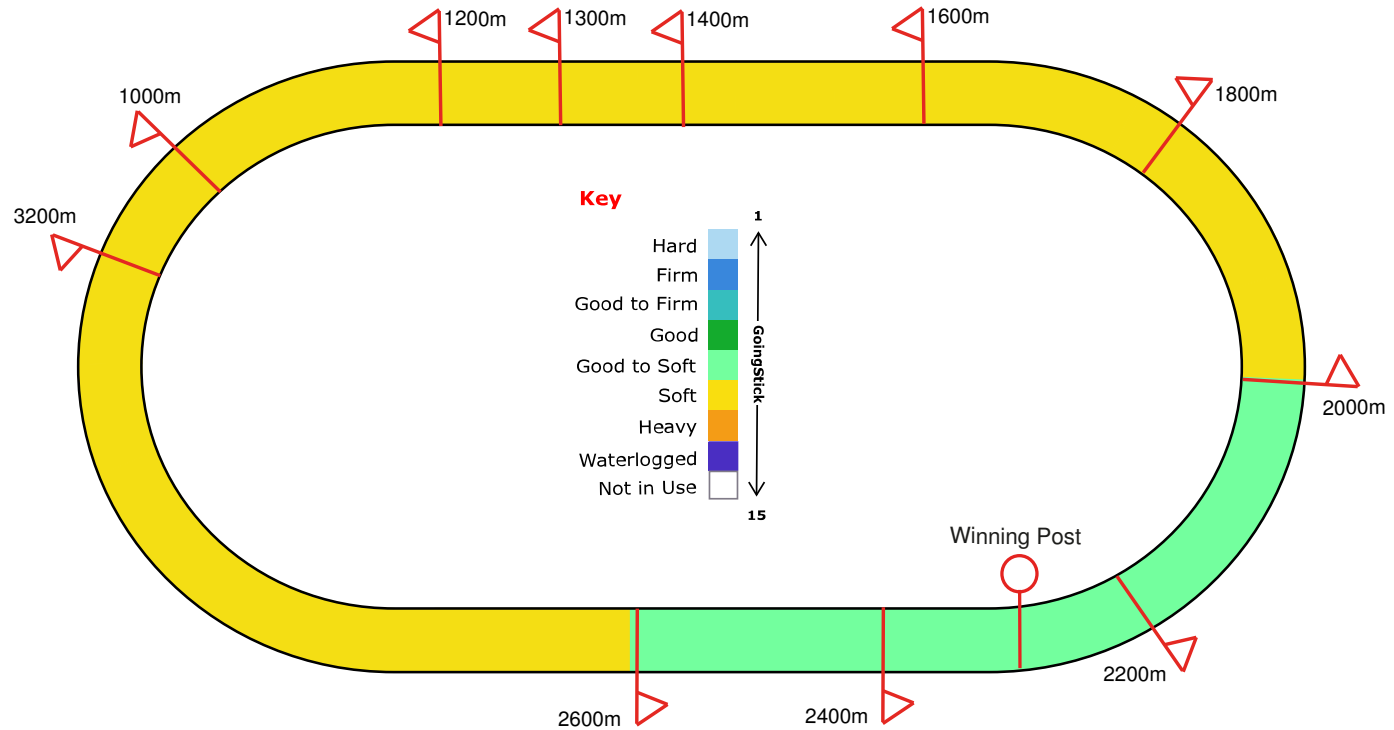 1200m
1300m
1400m
1600m
1000m
1800m
3200m
Key
1
Hard
Firm
Good to Firm
Good
Good to Soft
Soft
Heavy
Waterlogged
Not in Use
GoingStick
15
2000m
Winning Post
2200m
2600m
2400m